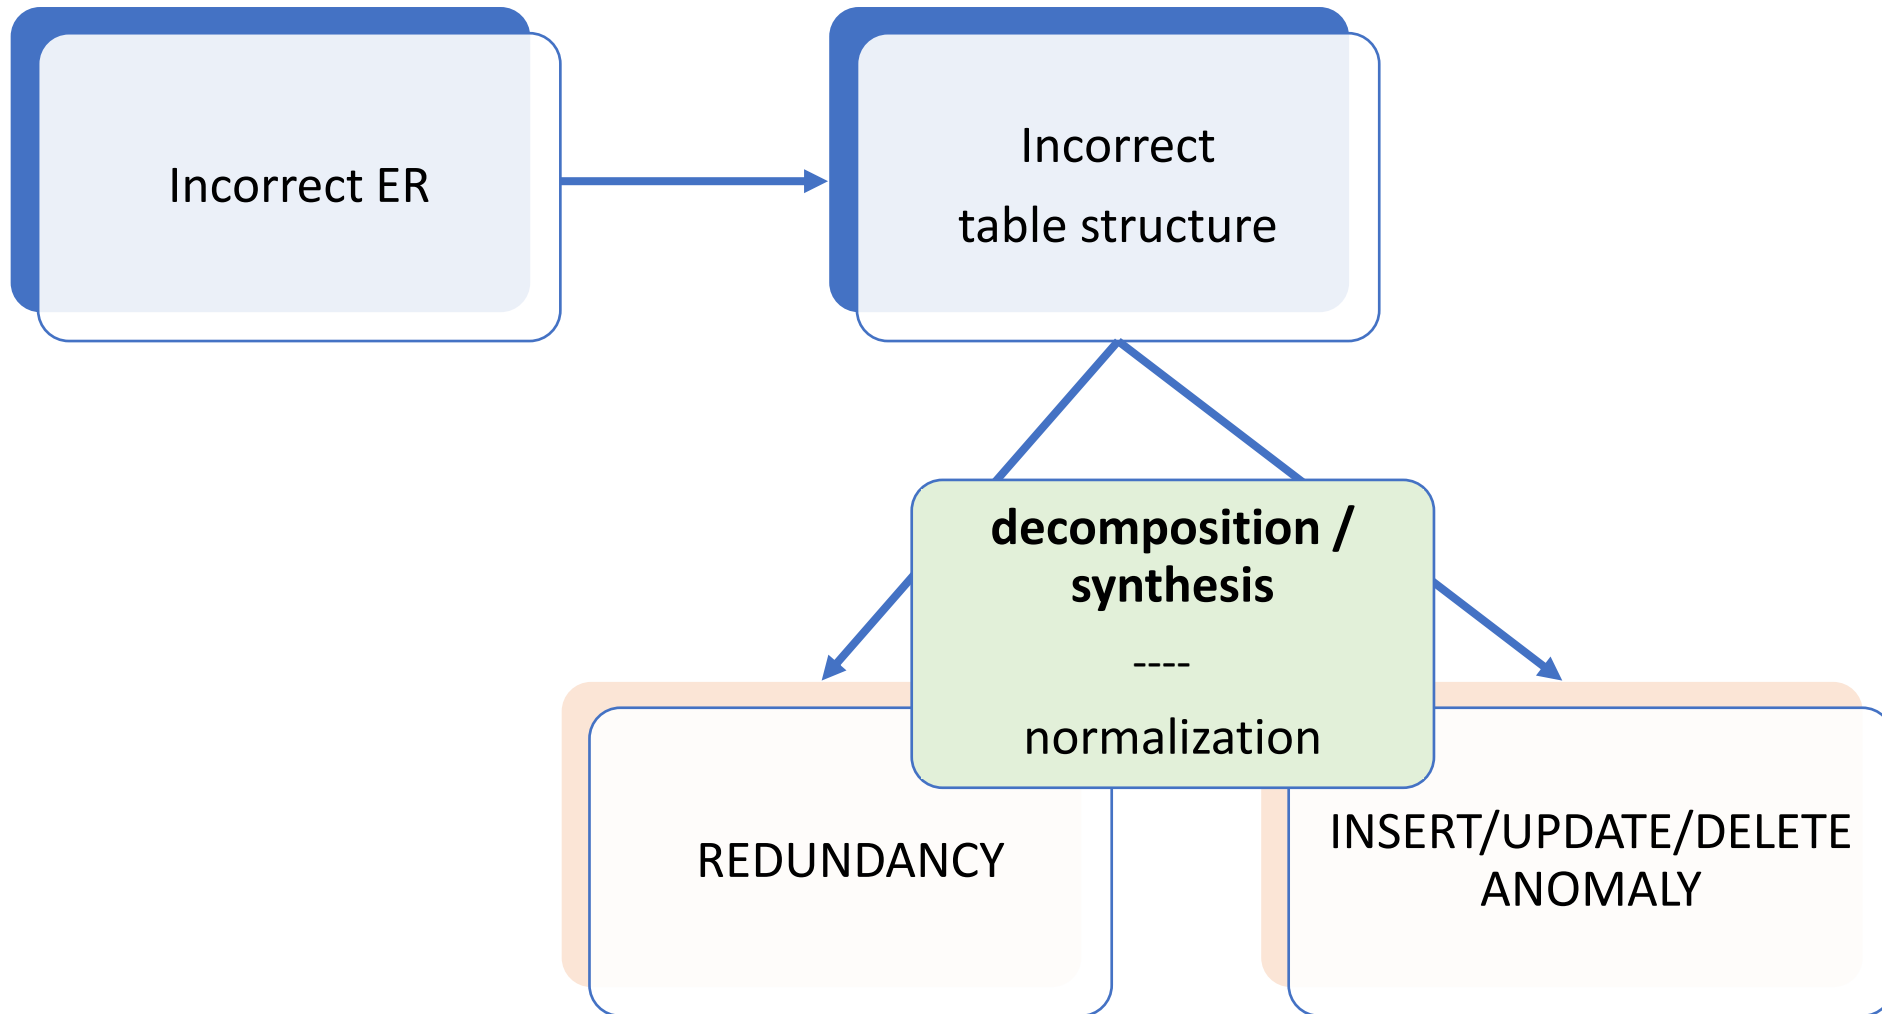 Incorrect ER
Incorrect
table structure
decomposition /
synthesis
----
normalization
REDUNDANCY
INSERT/UPDATE/DELETE
ANOMALY